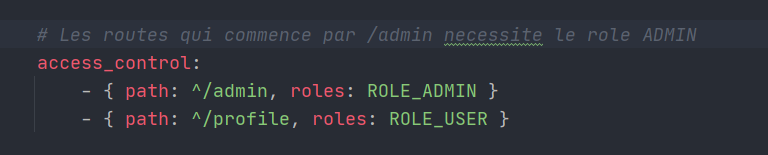 # Les routes qui commence par /admin necessite le role ADMIN
access_control:
- { path: ^/admin, roles: ROLE_ADMIN }
- { path: ^/profile, roles: ROLE_USER }